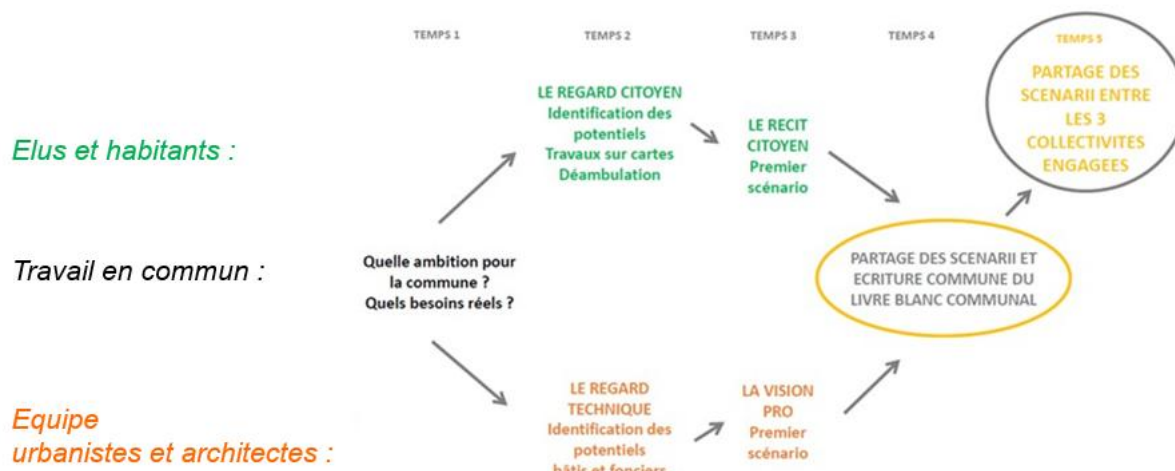 TEMPS 1
TEMPS 2
TEMPS 3
TEMPS 4
TEMPS 5
PARTAGE DES
SCENARII ENTRE
LES 3
COLLECTIVITES
ENGAGEES
Elus et habitants :
LE REGARD CITOYEN
Identification des
potentiels
Travaux sur cartes
Déambulation
LE RECIT
CITOYEN
Premier
scénario
Travail en commun :
Quelle ambition pour
la commune ?
Quels besoins réels ?
PARTAGE DES SCENARII ET
ECRITURE COMMUNE DU
LIVRE BLANC COMMUNAL
Equipe
urbanistes et architectes :
LE REGARD
TECHNIQUE
Identification des
potentiels
bâtis et fonciers
LA VISION
PRO
Premier
scénario